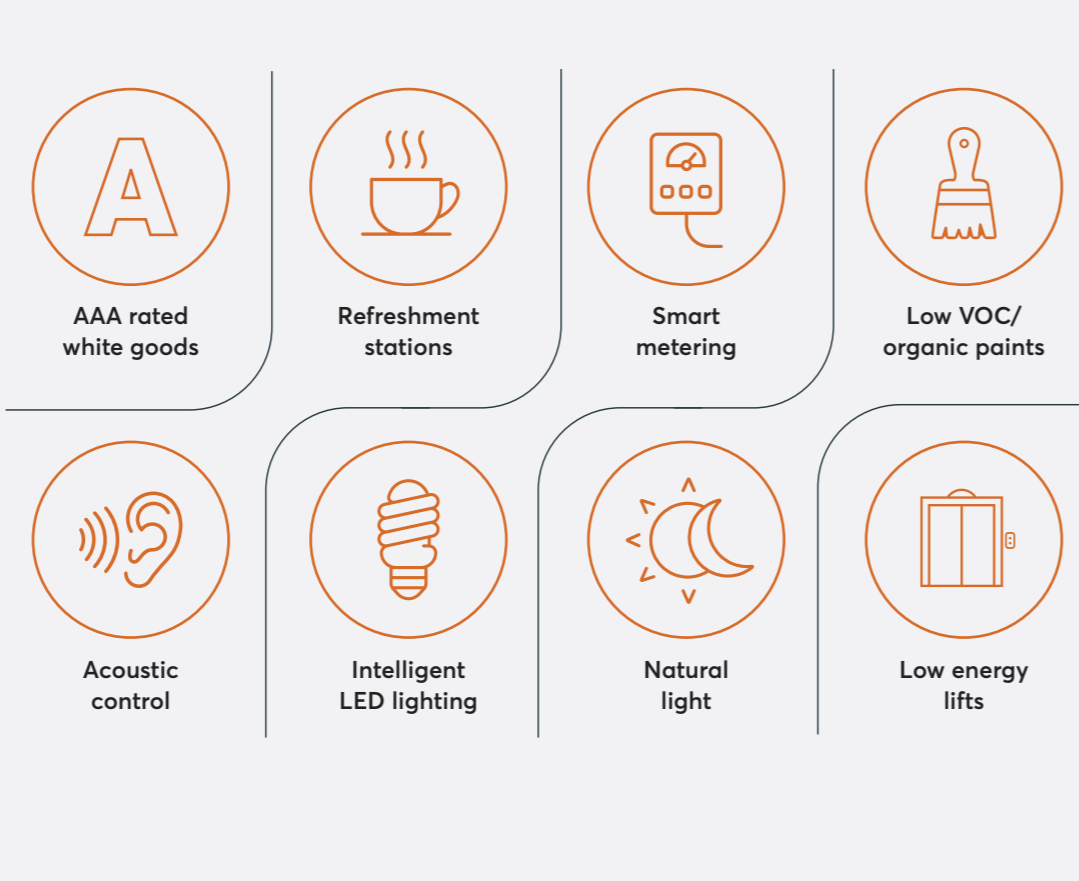 A
AAA rated
white goods
Refreshment
stations
Smart
metering
Low VOC/
organic paints
Acoustic
control
Intelligent
LED lighting
Natural
light
Low energy
lifts